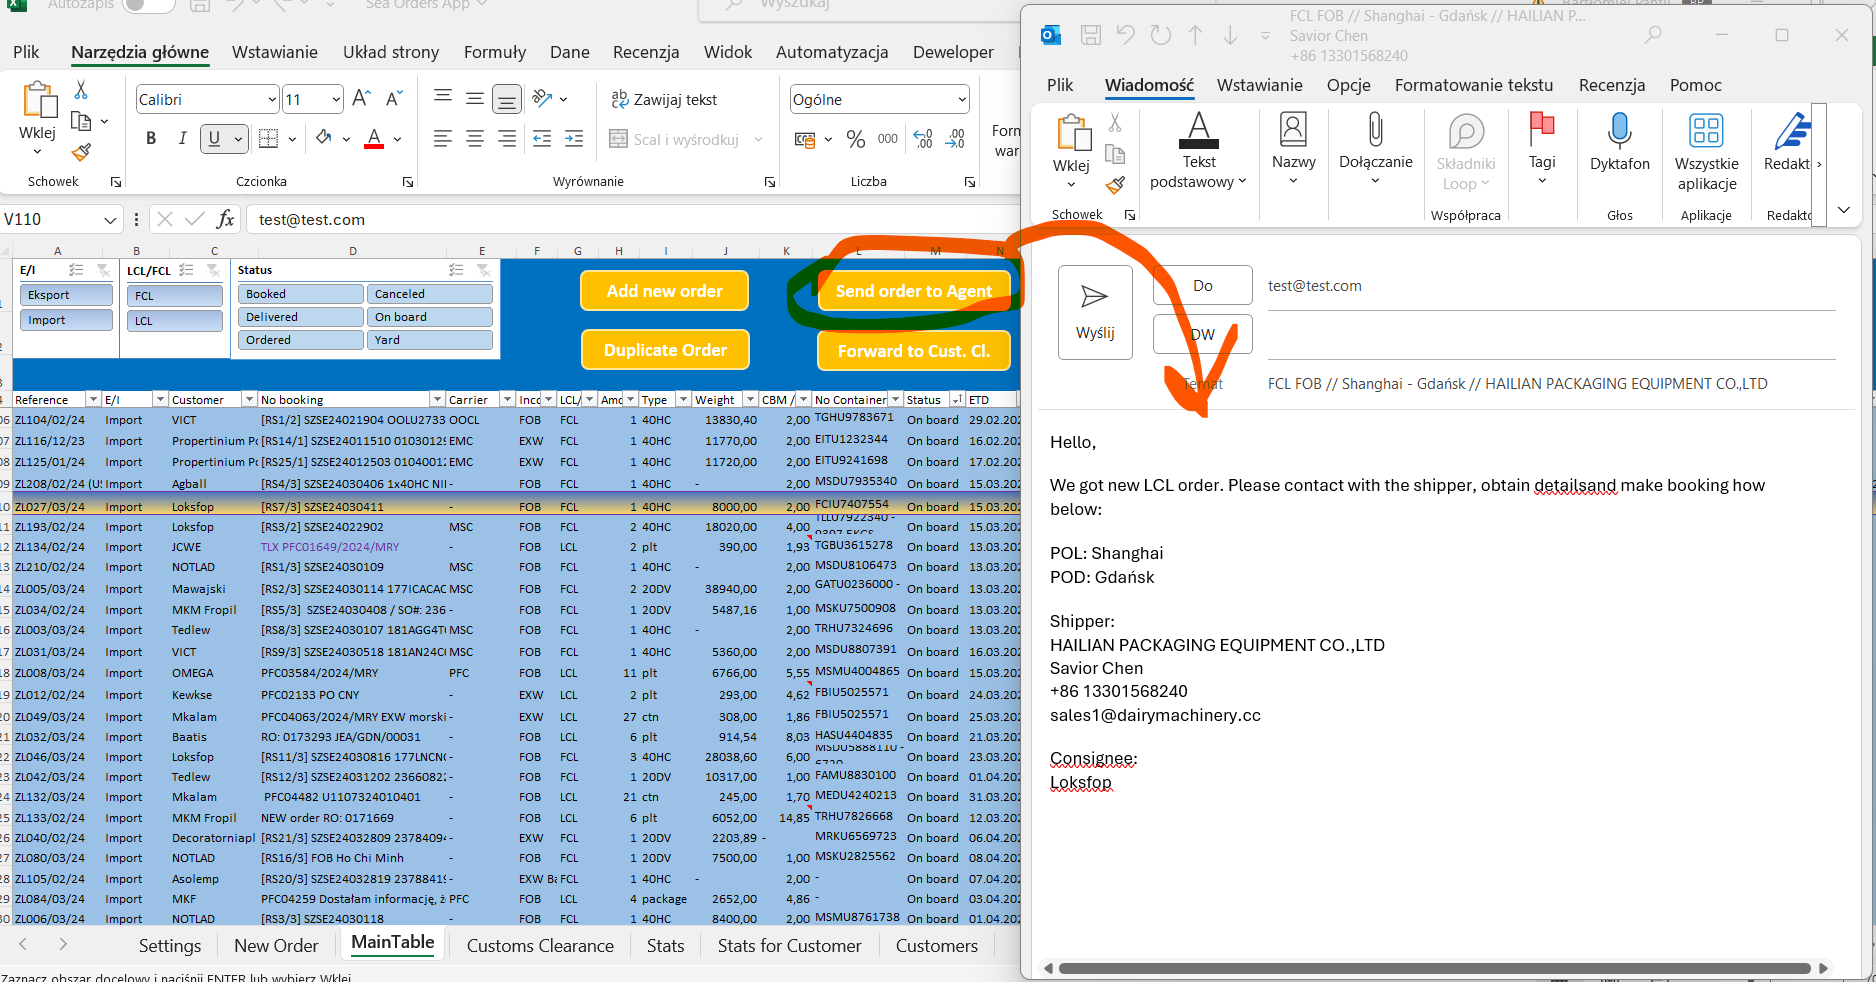 Autozapis
Sea Orders App
Wyszukaj
Plik Narzędzia główne Wstawianie Układ strony Formuły Dane Recenzja Widok Automatyzacja Deweloper
Wklej
Calibri 11
B I U
Zawijaj tekst
Scal i wyśrodkuj
Ogólne
% 000
Schowek Czcionka Wyrównanie Liczba
V110 fx test@test.com
A B C D E F G H I J K L M N
E/I
Eksport
Import
LCL/FCL
FCL
LCL
Status
Booked Canceled
Delivered On board
Ordered Yard
Add new order Send order to Agent
Duplicate Order Forward to Cust. Cl.
Reference E/I Customer No booking Carrier Inco LCL/ Amo Type Weight CBM / No Container Status ETD
06 ZL104/02/24 Import VICT [RS1/2] SZSE24021904 OOLU2733 OOCL FOB FCL 1 40HC 13830,40 2,00 TGHU9783671 On board 29.02.202
07 ZL116/12/23 Import Propertinium Po [RS14/1] SZSE24011510 01030129 EMC EXW FCL 1 40HC 11770,00 2,00 EITU1232344 On board 16.02.202
08 ZL125/01/24 Import Propertinium Po [RS25/1] SZSE24012503 01040012 EMC EXW FCL 1 40HC 11720,00 2,00 EITU9241698 On board 17.02.202
09 ZL208/02/24 (US Import Agball [RS4/3] SZSE24030406 1x40HC NII - FOB FCL 1 40HC - 2,00 MSDU7935340 On board 15.03.202
10 ZL027/03/24 Import Loksfop [RS7/3] SZSE24030411 - FOB FCL 1 40HC 8000,00 2,00 FCIU7407554 On board 15.03.202
11 ZL193/02/24 Import Loksfop [RS3/2] SZSE24022902 MSC FOB FCL 2 40HC 18020,00 4,00 TLLU7922340 - On board 15.03.202
12 ZL134/02/24 Import JCWE TLX PFC01649/2024/MRY - FOB LCL 2 plt 390,00 1,93 TGBU3615278 On board 13.03.202
13 ZL210/02/24 Import NOTLAD [RS1/3] SZSE24030109 MSC FOB FCL 1 40HC - 2,00 MSDU8106473 On board 13.03.202
14 ZL005/03/24 Import Mawajski [RS2/3] SZSE24030114 177ICACAC MSC FOB FCL 2 20DV 38940,00 2,00 GATU0236000 - On board 13.03.202
15 ZL034/02/24 Import MKM Fropil [RS5/3] SZSE24030408 / SO#: 236 - FOB FCL 1 20DV 5487,16 1,00 MSKU7500908 On board 13.03.202
16 ZL003/03/24 Import Tedlew [RS8/3] SZSE24030107 181AGG4T MSC FOB FCL 1 40HC - 2,00 TRHU7324696 On board 13.03.202
17 ZL031/03/24 Import VICT [RS9/3] SZSE24030518 181AN24C MSC FOB FCL 1 40HC 5360,00 2,00 MSDU8807391 On board 16.03.202
18 ZL008/03/24 Import OMEGA PFC03584/2024/MRY PFC FOB LCL 11 plt 6766,00 5,55 MSMU4004865 On board 15.03.202
19 ZL012/02/24 Import Kewkse PFC02133 PO CNY - EXW LCL 2 plt 293,00 4,62 FBIU5025571 On board 24.03.202
20 ZL049/03/24 Import Mkalam PFC04063/2024/MRY EXW morski - EXW LCL 27 ctn 308,00 1,86 FBIU5025571 On board 25.03.202
21 ZL032/03/24 Import Baatis RO: 0173293 JEA/GDN/00031 - FOB LCL 6 plt 914,54 8,03 HASU4404835 On board 21.03.202
22 ZL046/03/24 Import Loksfop [RS11/3] SZSE24030816 177LNCN - FOB FCL 3 40HC 28038,60 6,00 MSDU5888110 - On board 23.03.202
23 ZL042/03/24 Import Tedlew [RS12/3] SZSE24031202 23660822 - FOB FCL 1 20DV 10317,00 1,00 FAMU8830100 On board 01.04.202
24 ZL132/03/24 Import Mkalam PFC04482 U1107324010401 - FOB LCL 21 ctn 245,00 1,70 MEDU4240213 On board 31.03.202
25 ZL133/02/24 Import MKM Fropil NEW order RO: 0171669 - FOB LCL 6 plt 6052,00 14,85 TRHU7826668 On board 12.03.202
26 ZL040/02/24 Import Decoratorniapl [RS21/3] SZSE24032809 23784094 - EXW FCL 1 20DV 2203,89 - MRKU6569723 On board 06.04.202
27 ZL080/03/24 Import NOTLAD [RS16/3] FOB Ho Chi Minh - FOB FCL 1 20DV 7500,00 1,00 MSKU2825562 On board 08.04.202
28 ZL105/02/24 Import Asolemp [RS20/3] SZSE24032819 23788419 - EXW Ba FCL 1 40HC - 2,00 - On board 07.04.202
29 ZL084/03/24 Import MKF PFC04259 Dostałam informację, ż PFC FOB LCL 4 package 2652,00 4,86 - On board 03.04.202
30 ZL006/03/24 Import NOTLAD [RS3/3] SZSE24030118 - FOB FCL 1 40HC 8400,00 2,00 MSMU8761738 On board 01.04.202
Settings New Order MainTable Customs Clearance Stats Stats for Customer Customers
Zaznacz obszar docelowy i naciśnij ENTER lub wybierz Wklej
FCL FOB // Shanghai - Gdańsk // HAILIAN P...
Savior Chen
+86 13301568240
Plik Wiadomość Wstawianie Opcje Formatowanie tekstu Recenzja Pomoc
Wklej
Tekst podstawowy
Nazwy
Dołączanie
Składniki Loop
Tagi
Dyktafon
Wszystkie aplikacje
Redakt
Schowek Współpraca Głos Aplikacje Redakto
Wyślij
Do test@test.com
DW
Temat FCL FOB // Shanghai - Gdańsk // HAILIAN PACKAGING EQUIPMENT CO.,LTD
Hello,
We got new LCL order. Please contact with the shipper, obtain detailsand make booking how
below:
POL: Shanghai
POD: Gdańsk
Shipper:
HAILIAN PACKAGING EQUIPMENT CO.,LTD
Savior Chen
+86 13301568240
sales1@dairymachinery.cc
Consignee:
Loksfop